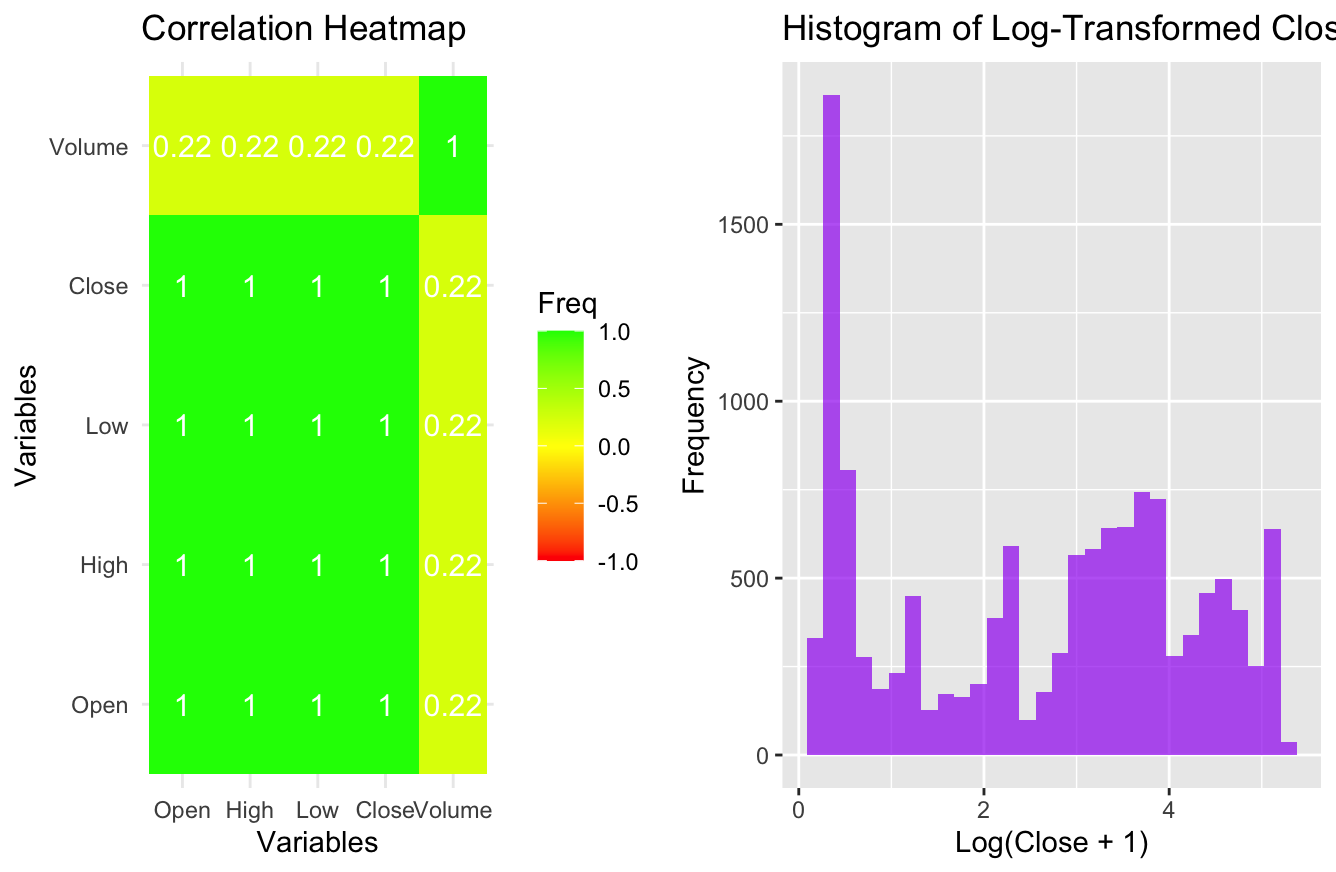 Correlation Heatmap
Volume
0.22 0.22 0.22 0.22 1
Close
1 1 1 1 0.22
Low
1 1 1 1 0.22
High
1 1 1 1 0.22
Open
1 1 1 1 0.22
Variables
Open High Low Close Volume
Variables
Freq
1.0
0.5
0.0
-0.5
-1.0
Histogram of Log-Transformed Clos
Frequency
1500
1000
500
0
0 2 4
Log(Close + 1)